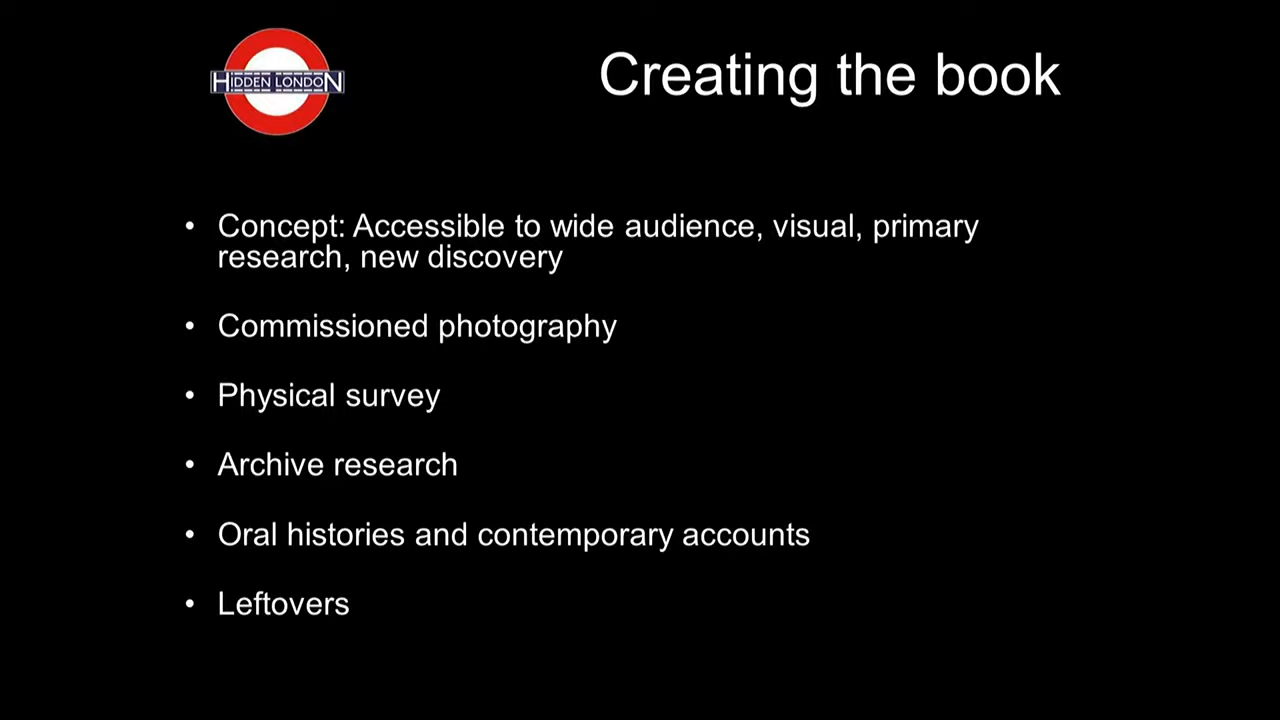 HIDDEN LONDON
Creating the book
• Concept: Accessible to wide audience, visual, primary
research, new discovery
• Commissioned photography
• Physical survey
• Archive research
• Oral histories and contemporary accounts
• Leftovers